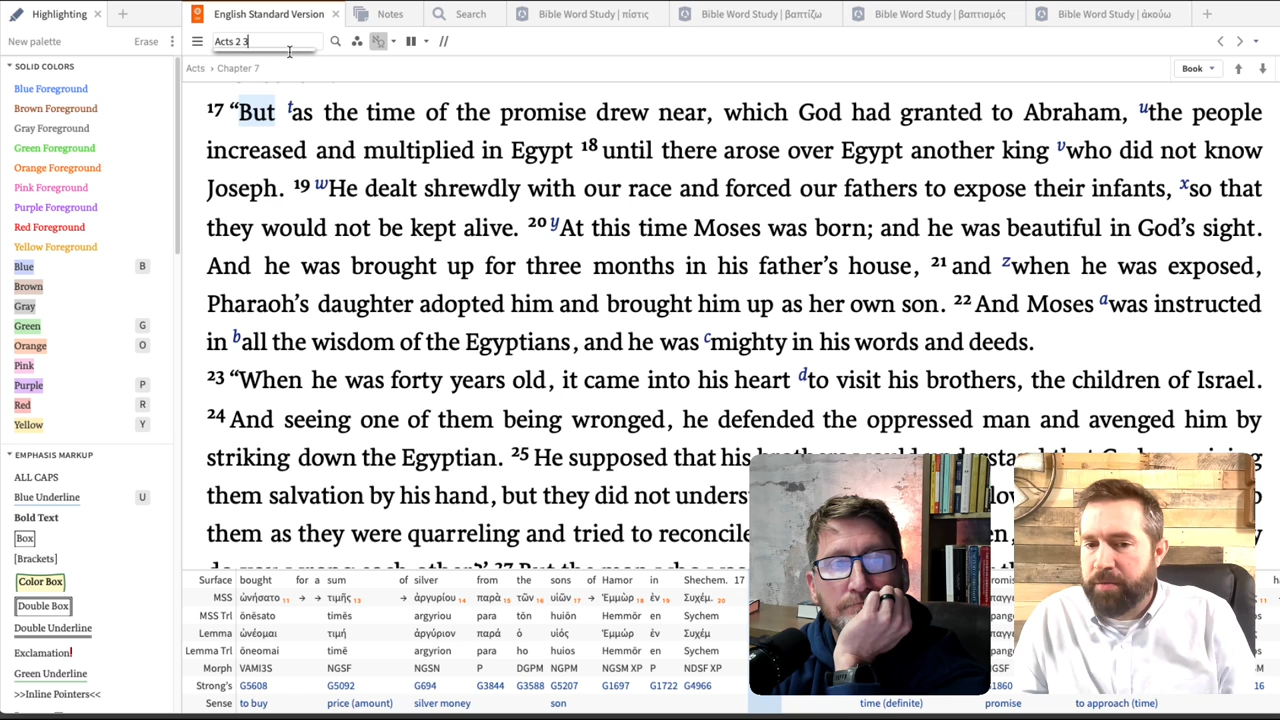 Highlighting
English Standard Version
Notes
Search
Bible Word Study | πίστις
Bible Word Study | βαπτίζω
Bible Word Study | βαπτισμός
Bible Word Study | ἀκούω
New palette
Erase
Acts 2 3
Acts › Chapter 7
Book
SOLID COLORS
Blue Foreground
Brown Foreground
Gray Foreground
Green Foreground
Orange Foreground
Pink Foreground
Purple Foreground
Red Foreground
Yellow Foreground
Blue B
Brown
Gray
Green G
Orange O
Pink
Purple P
Red R
Yellow Y
EMPHASIS MARKUP
ALL CAPS
Blue Underline U
Bold Text
Box
[Brackets]
Color Box
Double Box
Double Underline
Exclamation!
Green Underline
>>Inline Pointers<<
17 “But tas the time of the promise drew near, which God had granted to Abraham, uthe people
increased and multiplied in Egypt 18 until there arose over Egypt another king vwho did not know
Joseph. 19 wHe dealt shrewdly with our race and forced our fathers to expose their infants, xso that
they would not be kept alive. 20 yAt this time Moses was born; and he was beautiful in God’s sight.
And he was brought up for three months in his father’s house, 21 and zwhen he was exposed,
Pharaoh’s daughter adopted him and brought him up as her own son. 22 And Moses awas instructed
in ball the wisdom of the Egyptians, and he was cmighty in his words and deeds.
23 “When he was forty years old, it came into his heart dto visit his brothers, the children of Israel.
24 And seeing one of them being wronged, he defended the oppressed man and avenged him by
striking down the Egyptian. 25 He supposed that his
them salvation by his hand, but they did not
them as they were quarreling and tried to reconcile
Surface bought for a sum of silver from the sons of Hamor in Shechem. 17
MSS ὠνήσατο 11 → τιμῆς 13 → ἀργυρίου 14 παρὰ 15 τῶν 16 υἱῶν 17 → Ἑμμὼρ 18 ἐν 19 Συχέμ. 20
MSS Trl ōnēsato timēs argyriou para tōn huiōn Hemmōr en Sychem
Lemma ὠνέομαι τιμή ἀργύριον παρά ὁ υἱός Ἐμμώρ ἐν Συχέμ
Lemma Trl ōneomai timē argyrion para ho huios Hemmōr en Sychem
Morph VAMI3S NGSF NGSN P DGPM NGPM NGSM XP P NDSF XP
Strong’s G5608 G5092 G694 G3844 G3588 G5207 G1697 G1722 G4966
Sense to buy price (amount) silver money son time (definite) promise to approach (time)